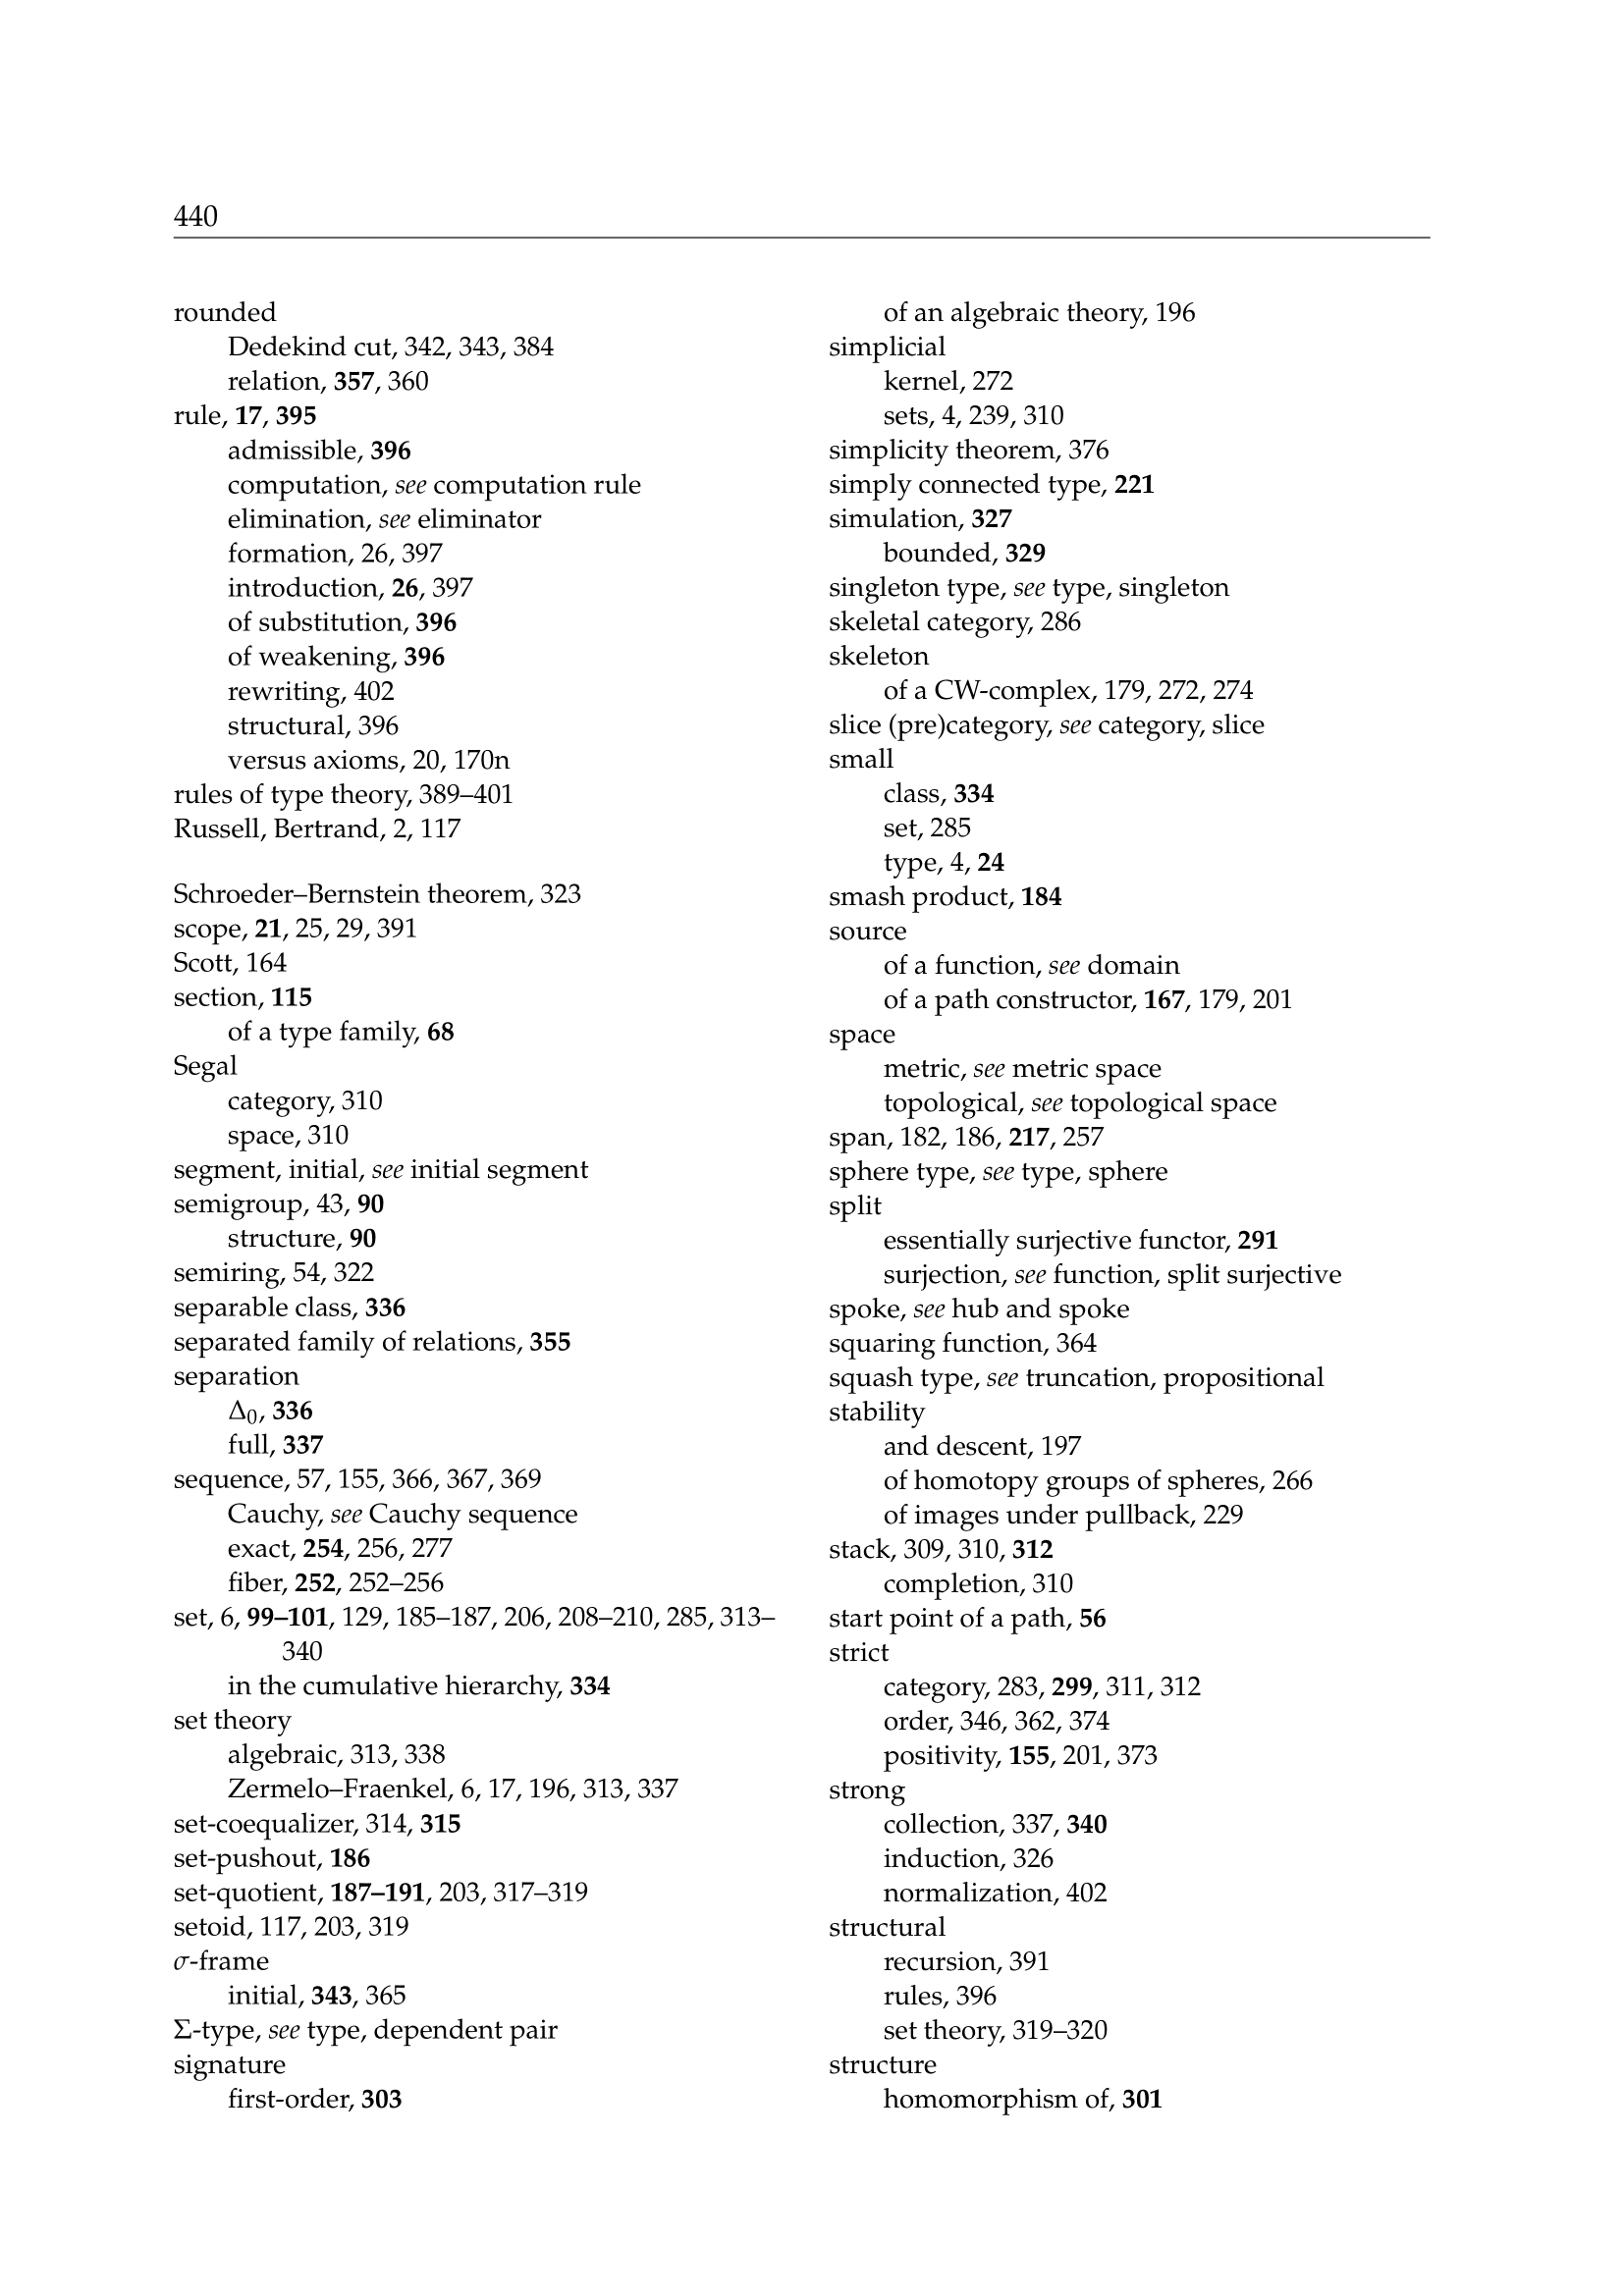 440
rounded
Dedekind cut, 342, 343, 384
relation, 357, 360
rule, 17, 395
admissible, 396
computation, see computation rule
elimination, see eliminator
formation, 26, 397
introduction, 26, 397
of substitution, 396
of weakening, 396
rewriting, 402
structural, 396
versus axioms, 20, 170n
rules of type theory, 389–401
Russell, Bertrand, 2, 117
Schroeder–Bernstein theorem, 323
scope, 21, 25, 29, 391
Scott, 164
section, 115
of a type family, 68
Segal
category, 310
space, 310
segment, initial, see initial segment
semigroup, 43, 90
structure, 90
semiring, 54, 322
separable class, 336
separated family of relations, 355
separation
Δ₀, 336
full, 337
sequence, 57, 155, 366, 367, 369
Cauchy, see Cauchy sequence
exact, 254, 256, 277
fiber, 252, 252–256
set, 6, 99–101, 129, 185–187, 206, 208–210, 285, 313–
340
in the cumulative hierarchy, 334
set theory
algebraic, 313, 338
Zermelo–Fraenkel, 6, 17, 196, 313, 337
set-coequalizer, 314, 315
set-pushout, 186
set-quotient, 187–191, 203, 317–319
setoid, 117, 203, 319
σ-frame
initial, 343, 365
Σ-type, see type, dependent pair
signature
first-order, 303
of an algebraic theory, 196
simplicial
kernel, 272
sets, 4, 239, 310
simplicity theorem, 376
simply connected type, 221
simulation, 327
bounded, 329
singleton type, see type, singleton
skeletal category, 286
skeleton
of a CW-complex, 179, 272, 274
slice (pre)category, see category, slice
small
class, 334
set, 285
type, 4, 24
smash product, 184
source
of a function, see domain
of a path constructor, 167, 179, 201
space
metric, see metric space
topological, see topological space
span, 182, 186, 217, 257
sphere type, see type, sphere
split
essentially surjective functor, 291
surjection, see function, split surjective
spoke, see hub and spoke
squaring function, 364
squash type, see truncation, propositional
stability
and descent, 197
of homotopy groups of spheres, 266
of images under pullback, 229
stack, 309, 310, 312
completion, 310
start point of a path, 56
strict
category, 283, 299, 311, 312
order, 346, 362, 374
positivity, 155, 201, 373
strong
collection, 337, 340
induction, 326
normalization, 402
structural
recursion, 391
rules, 396
set theory, 319–320
structure
homomorphism of, 301